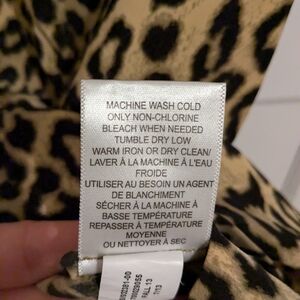 MACHINE WASH COLD
ONLY NON-CHLORINE
BLEACH WHEN NEEDED
TUMBLE DRY LOW
WARM IRON OR DRY CLEAN/
LAVER À LA MACHINE À L'EAU
FROIDE
UTILISER AU BESOIN UN AGENT
DE BLANCHIMENT
SÉCHER À LA MACHINE À
BASSE TEMPÉRATURE
REPASSER À TEMPÉRATURE
MOYENNE
OU NETTOYER À SEC